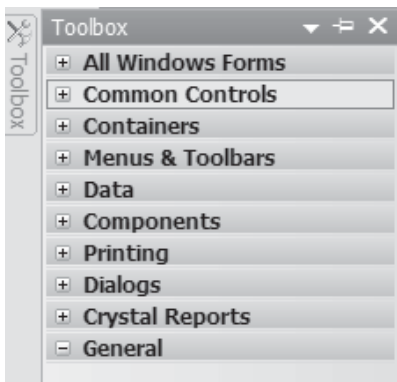 Toolbox
Toolbox
All Windows Forms
Common Controls
Containers
Menus & Toolbars
Data
Components
Printing
Dialogs
Crystal Reports
General